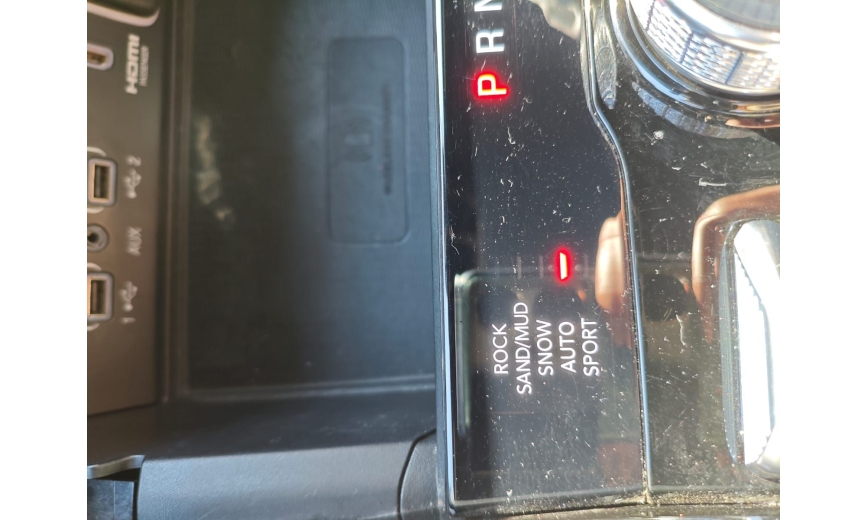 HDMI
2
AUX
1
P R N
ROCK
SAND/MUD
SNOW
AUTO
SPORT